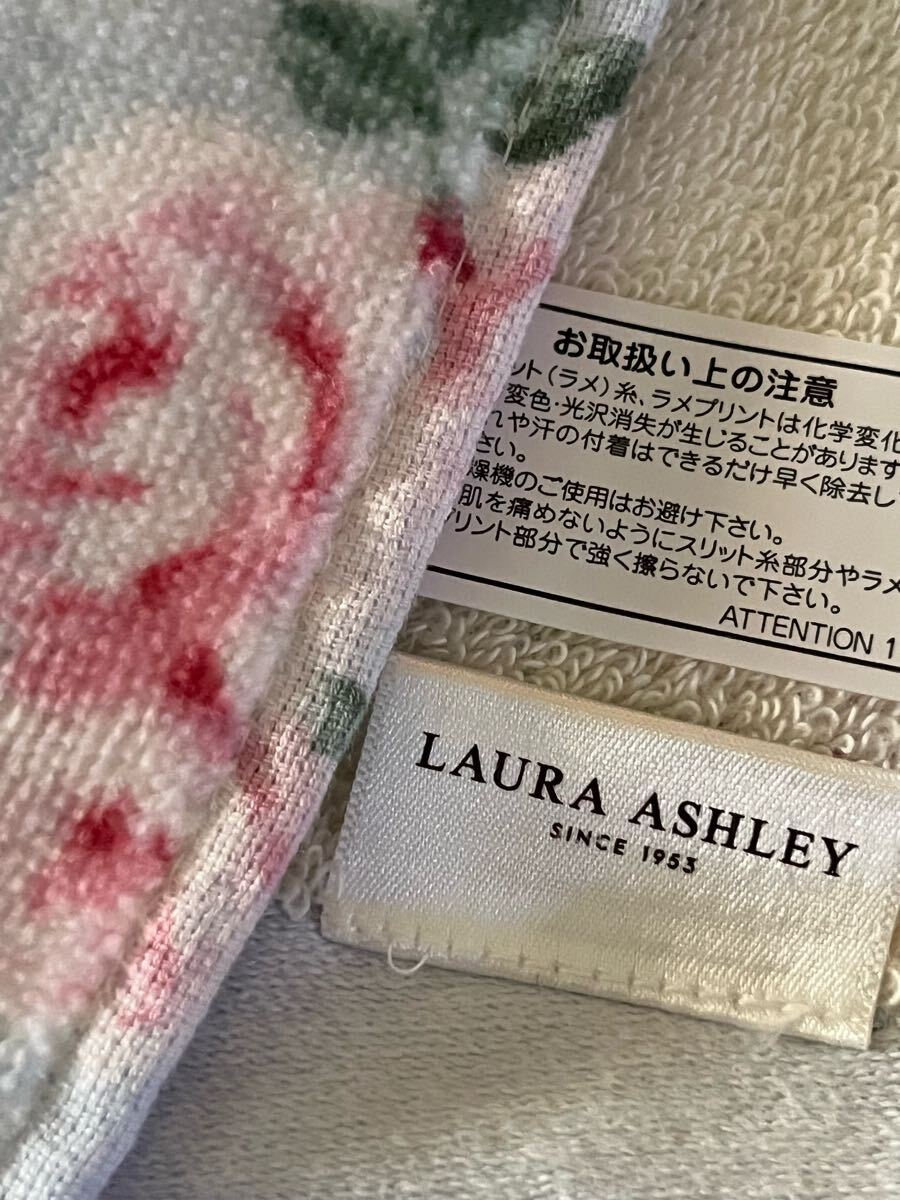 お取扱い上の注意
ット(ラメ)糸、ラメプリントは化学変化
変色・光沢消失が生じることがあります
れや汗の付着はできるだけ早く除去し
さい。
燥機のご使用はお避け下さい。
肌を痛めないようにスリット糸部分やラメ
プリント部分で強く擦らないで下さい。
ATTENTION 1
LAURA ASHLEY
SINCE 1953